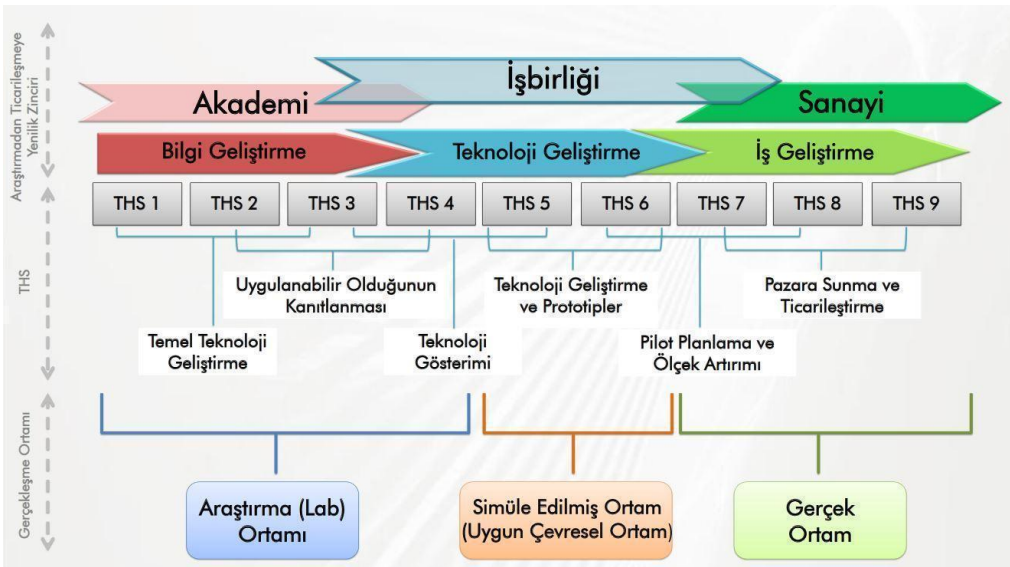 Araştırmadan Ticarileşmeye
Yenilik Zinciri
İşbirliği
Akademi
Sanayi
Bilgi Geliştirme
Teknoloji Geliştirme
İş Geliştirme
THS
THS 1
THS 2
THS 3
THS 4
THS 5
THS 6
THS 7
THS 8
THS 9
Uygulanabilir Olduğunun
Kanıtlanması
Teknoloji Geliştirme
ve Prototipler
Pazara Sunma ve
Ticarileştirme
Temel Teknoloji
Geliştirme
Teknoloji
Gösterimi
Pilot Planlama ve
Ölçek Artırımı
Gerçekleşme Ortamı
Araştırma (Lab)
Ortamı
Simüle Edilmiş Ortam
(Uygun Çevresel Ortam)
Gerçek
Ortam